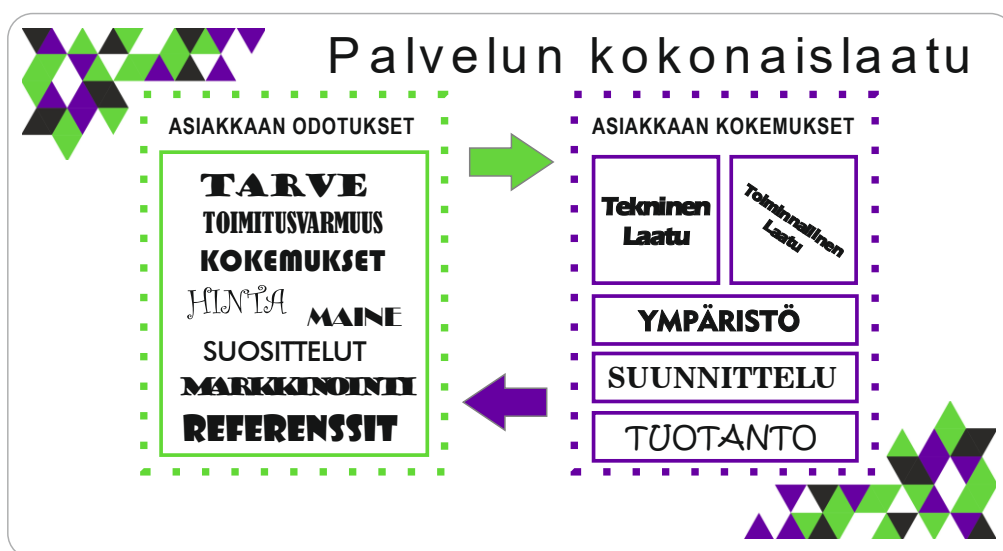 Palvelun kokonaislaatu
ASIAKKAAN ODOTUKSET
TARVE
TOIMITUSVARMUUS
KOKEMUKSET
HINTA
MAINE
SUOSITTELUT
MARKKINOINTI
REFERENSSIT
ASIAKKAAN KOKEMUKSET
Tekninen
Laatu
Toiminnallinen
Laatu
YMPÄRISTÖ
SUUNNITTELU
TUOTANTO